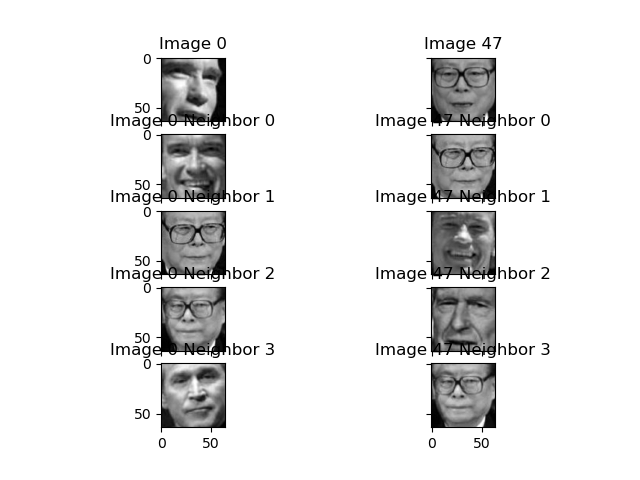 Image 0
Image 47
0
50
Image 0 Neighbor 0
Image 47 Neighbor 0
0
50
Image 0 Neighbor 1
Image 47 Neighbor 1
0
50
Image 0 Neighbor 2
Image 47 Neighbor 2
0
50
Image 0 Neighbor 3
Image 47 Neighbor 3
0
50
0 50
0 50